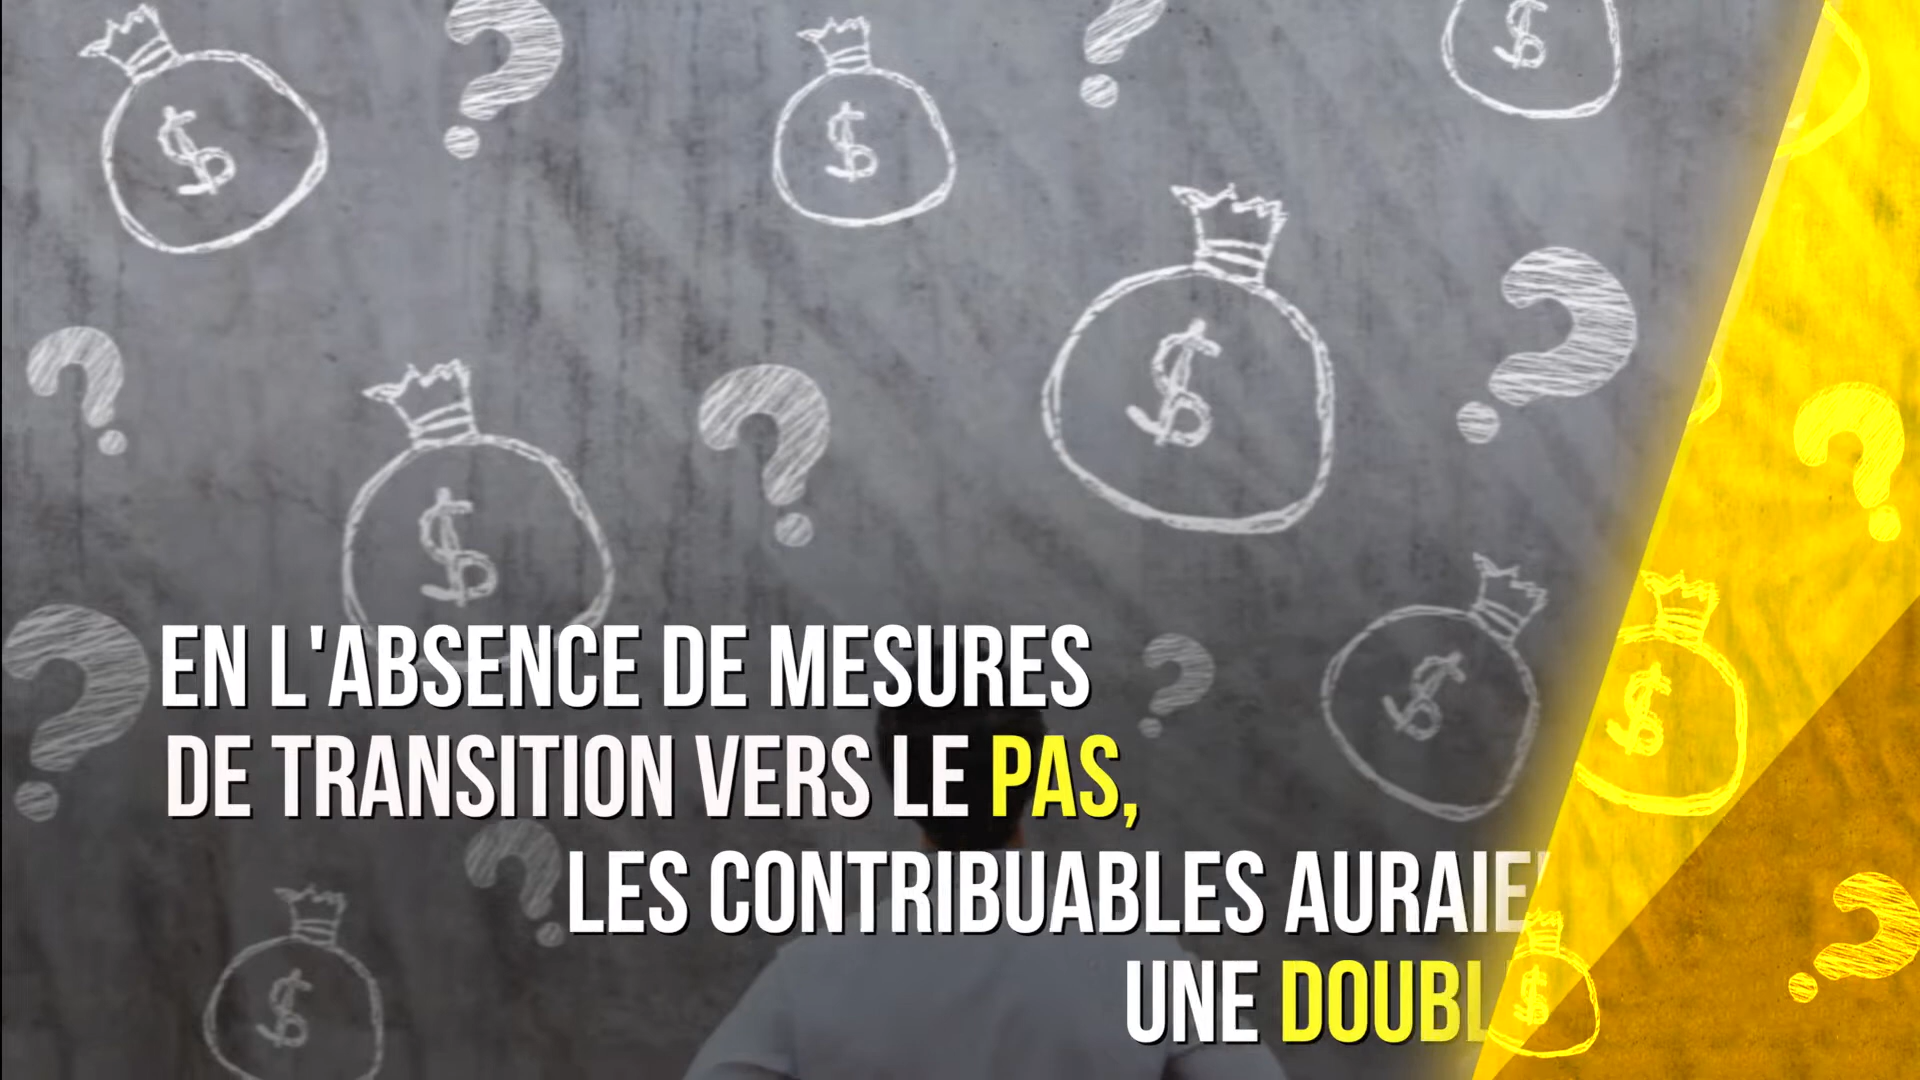 EN L'ABSENCE DE MESURES
DE TRANSITION VERS LE PAS,
LES CONTRIBUABLES
UNE